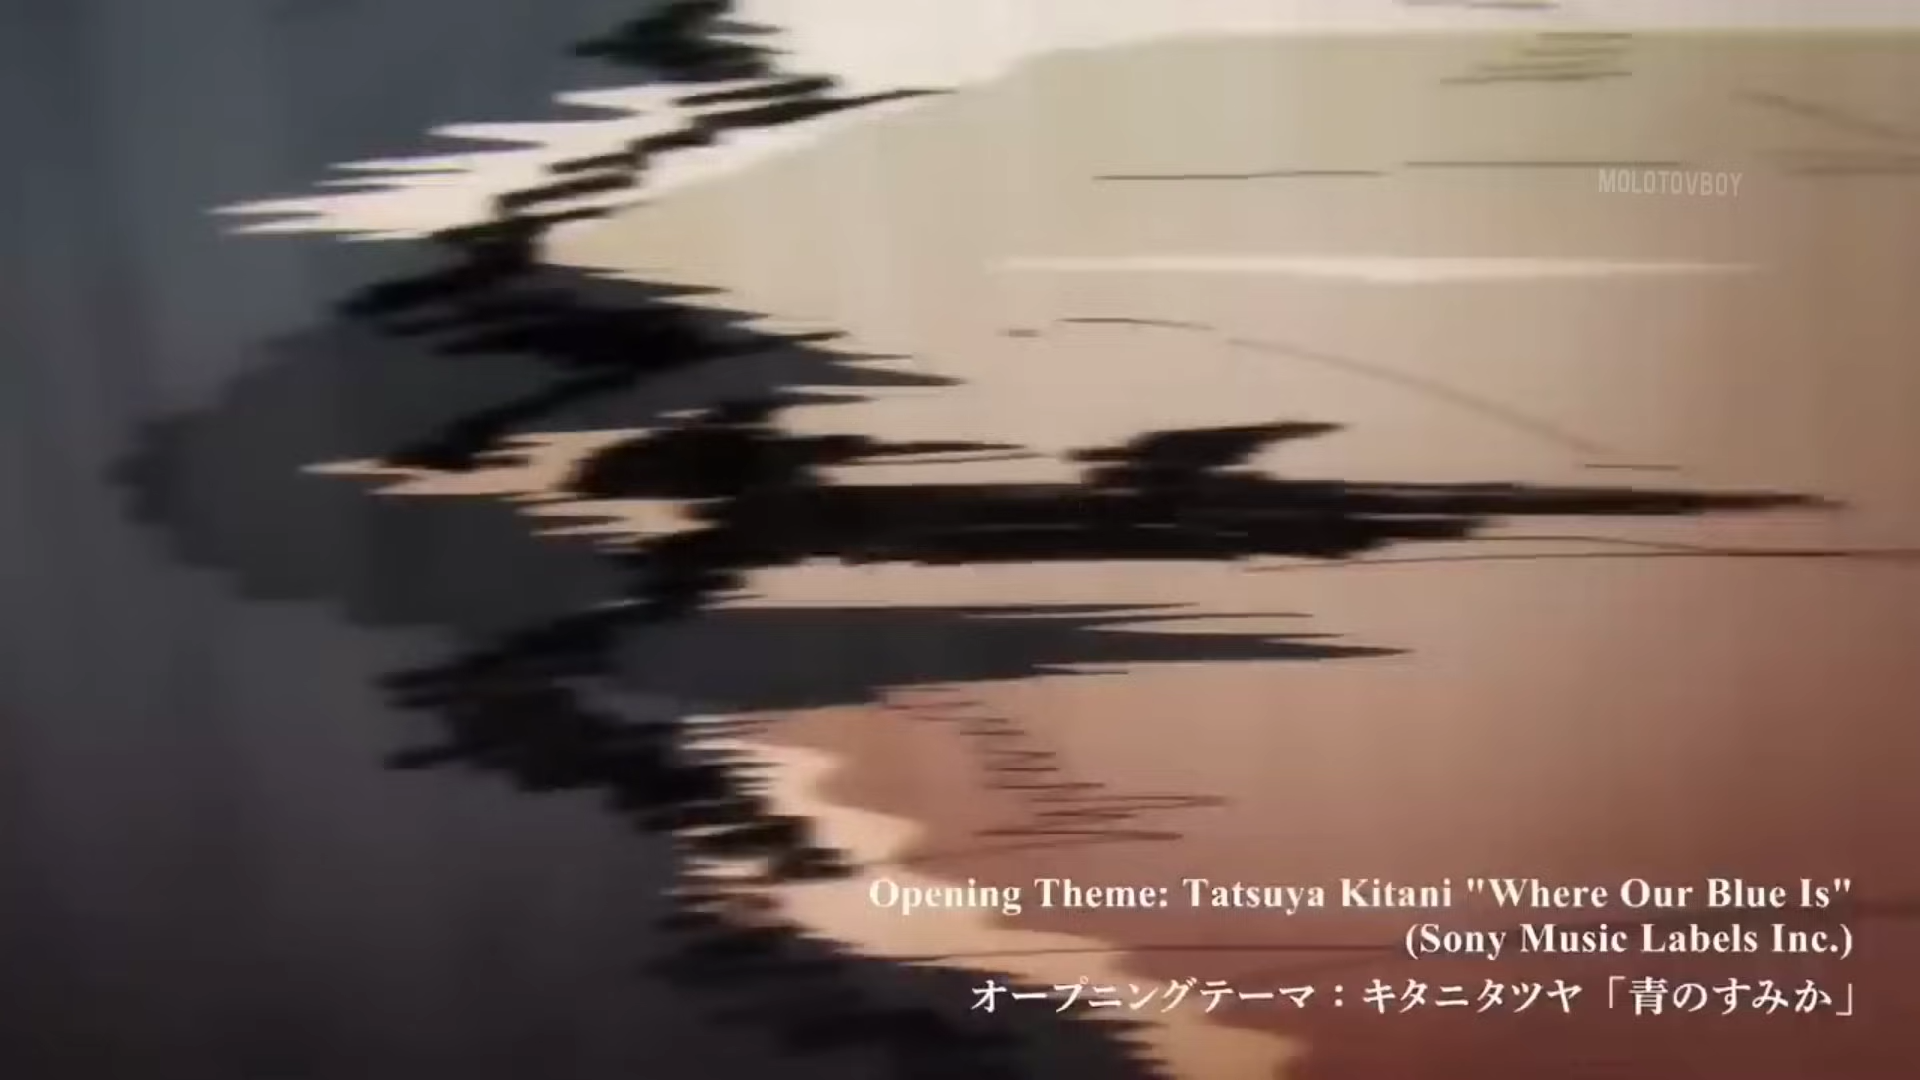 MOLOTOVBOY
Opening Theme: Tatsuya Kitani "Where Our Blue Is"
(Sony Music Labels Inc.)
オープニングテーマ：キタニタツヤ「青のすみか」